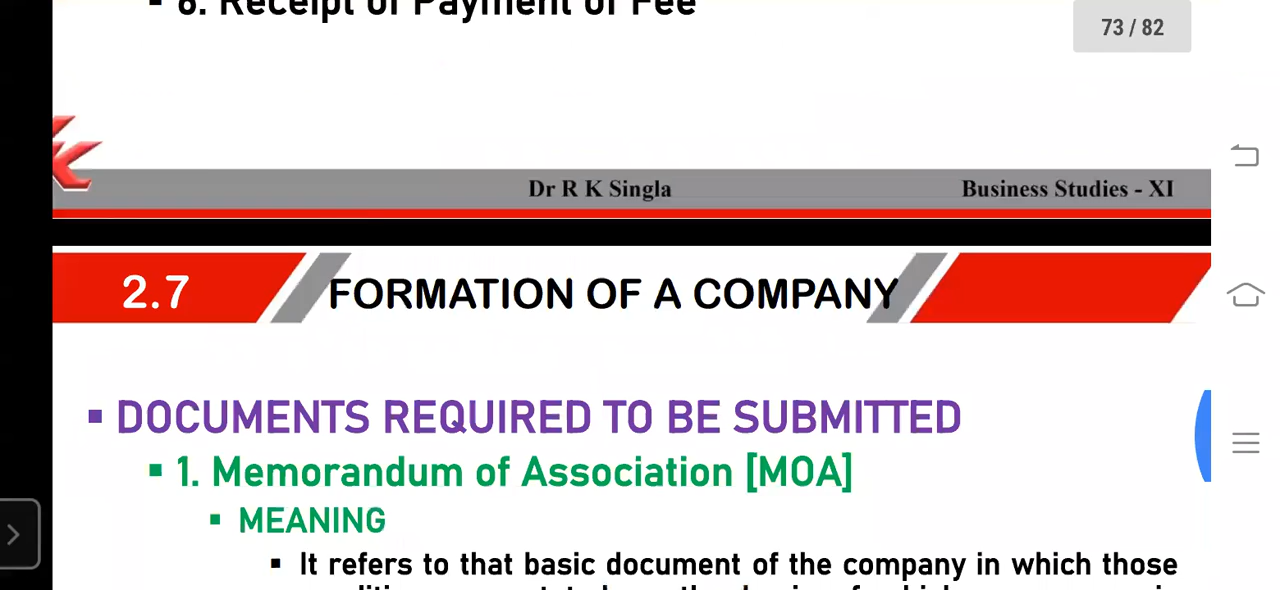 - 6. Receipt of Payment of Fee
73 / 82
Dr R K Singla
Business Studies - XI
2.7
FORMATION OF A COMPANY
▪ DOCUMENTS REQUIRED TO BE SUBMITTED
▪ 1. Memorandum of Association [MOA]
▪ MEANING
▪ It refers to that basic document of the company in which those